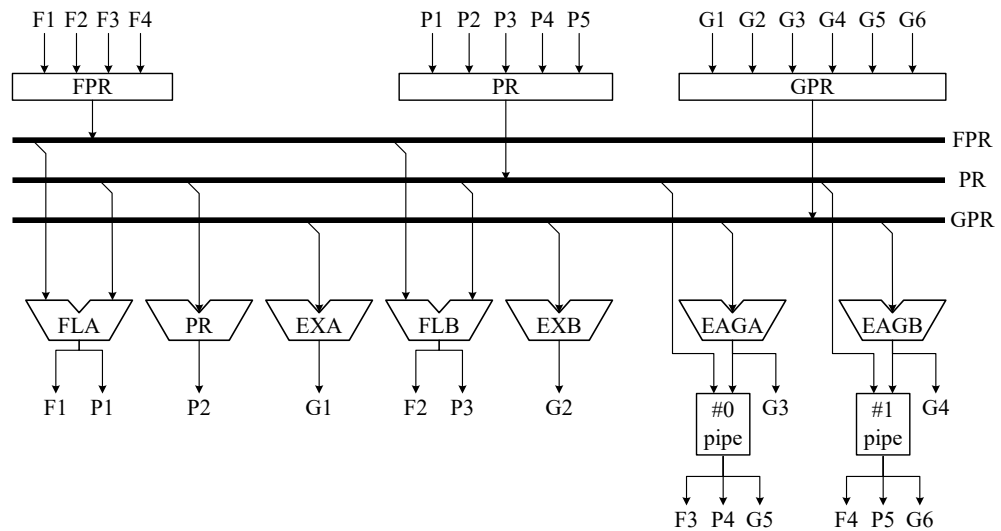 F1 F2 F3 F4 P1 P2 P3 P4 P5 G1 G2 G3 G4 G5 G6
FPR PR GPR
FPR
PR
GPR
FLA PR EXA FLB EXB EAGA EAGB
F1 P1 P2 G1 F2 P3 G2 G3 G4
#0 #1
pipe pipe
F3 P4 G5 F4 P5 G6